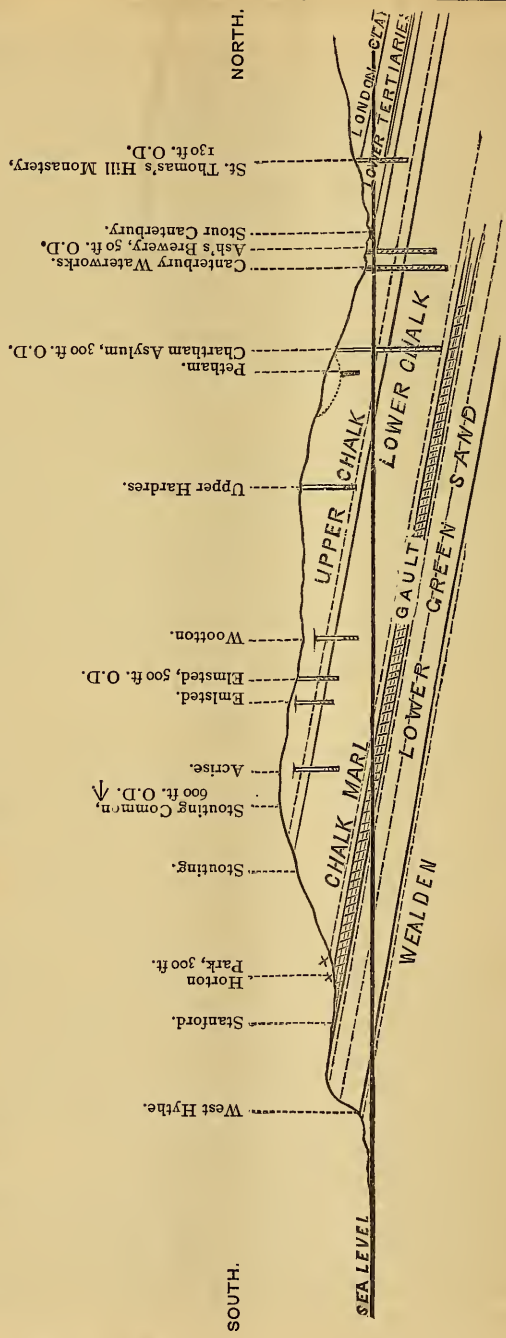 SOUTH.
NORTH.
West Hythe.
Stanford.
Horton
Park, 300 ft.
Stouting.
Stouting Common,
600 ft. O.D.
Acrise.
Emlsted.
Elmsted, 500 ft. O.D.
Wootton.
Upper Hardres.
Petham.
Chartham Asylum, 300 ft. O.D.
Canterbury Waterworks.
Ash's Brewery, 50 ft. O.D.
Stour Canterbury.
St. Thomas's Hill Monastery,
130 ft. O.D.
SEA LEVEL
WEALDEN
LOWER GREEN SAND
GAULT
CHALK MARL
LOWER CHALK
UPPER CHALK
LOWER TERTIARIES
LONDON CLAY